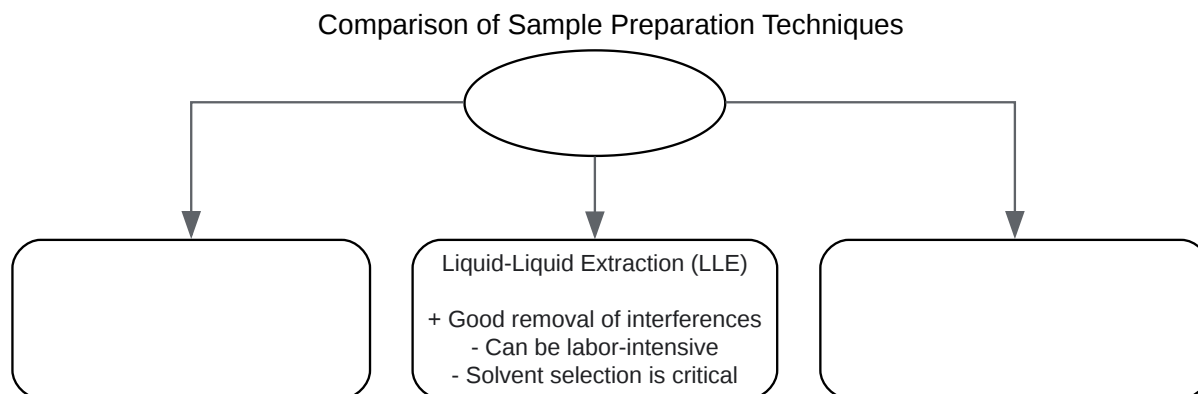 Comparison of Sample Preparation Techniques
Liquid-Liquid Extraction (LLE)
+ Good removal of interferences
- Can be labor-intensive
- Solvent selection is critical